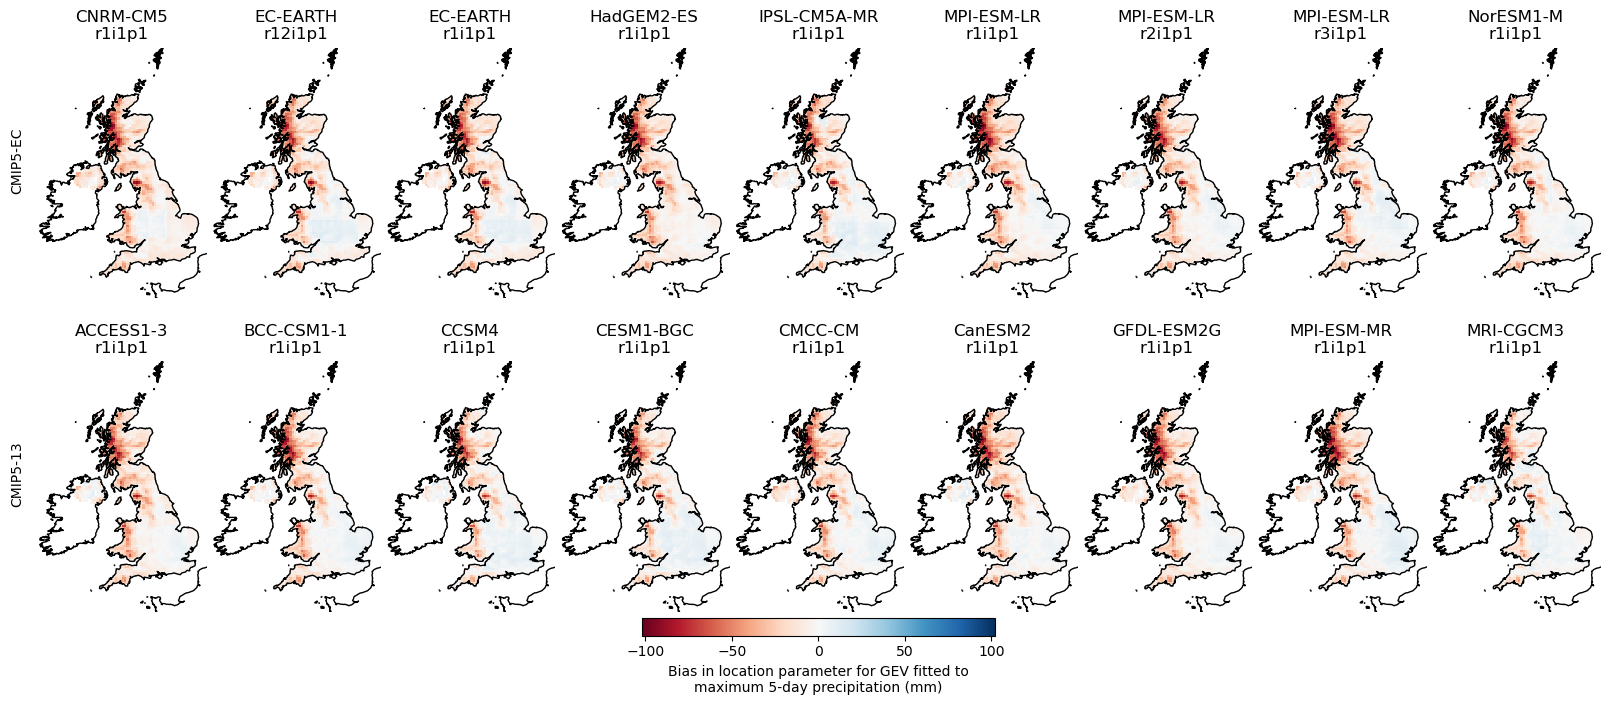 CNRM-CM5
r1i1p1
EC-EARTH
r12i1p1
EC-EARTH
r1i1p1
HadGEM2-ES
r1i1p1
IPSL-CM5A-MR
r1i1p1
MPI-ESM-LR
r1i1p1
MPI-ESM-LR
r2i1p1
MPI-ESM-LR
r3i1p1
NorESM1-M
r1i1p1
CMIP5-EC
ACCESS1-3
r1i1p1
BCC-CSM1-1
r1i1p1
CCSM4
r1i1p1
CESM1-BGC
r1i1p1
CMCC-CM
r1i1p1
CanESM2
r1i1p1
GFDL-ESM2G
r1i1p1
MPI-ESM-MR
r1i1p1
MRI-CGCM3
r1i1p1
CMIP5-13
−100 −50 0 50 100
Bias in location parameter for GEV fitted to
maximum 5-day precipitation (mm)